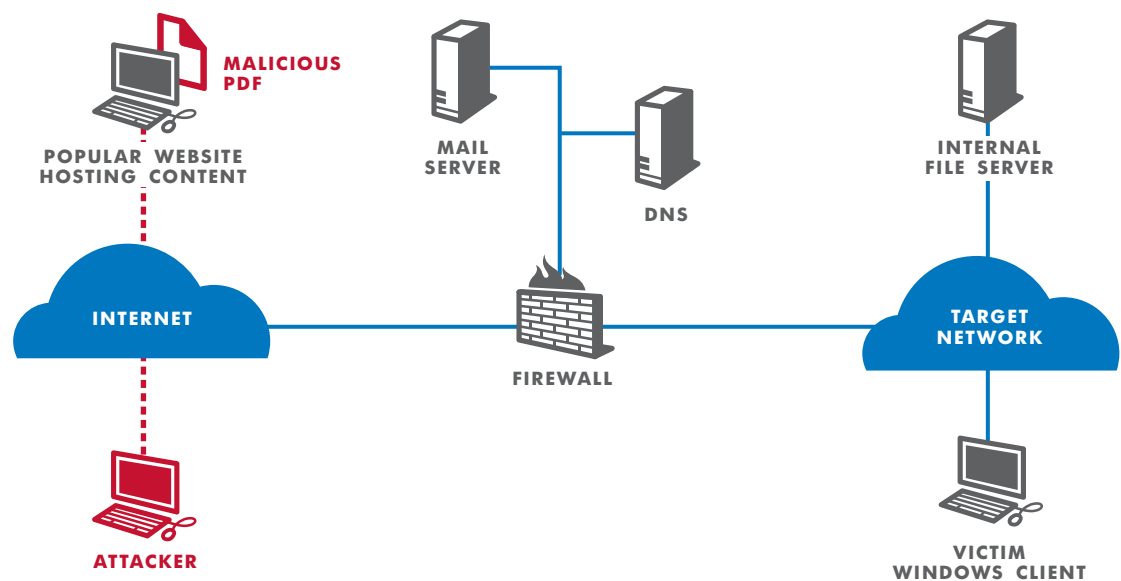 MALICIOUS
PDF
POPULAR WEBSITE
HOSTING CONTENT
MAIL
SERVER
DNS
INTERNAL
FILE SERVER
INTERNET
FIREWALL
TARGET
NETWORK
ATTACKER
VICTIM
WINDOWS CLIENT